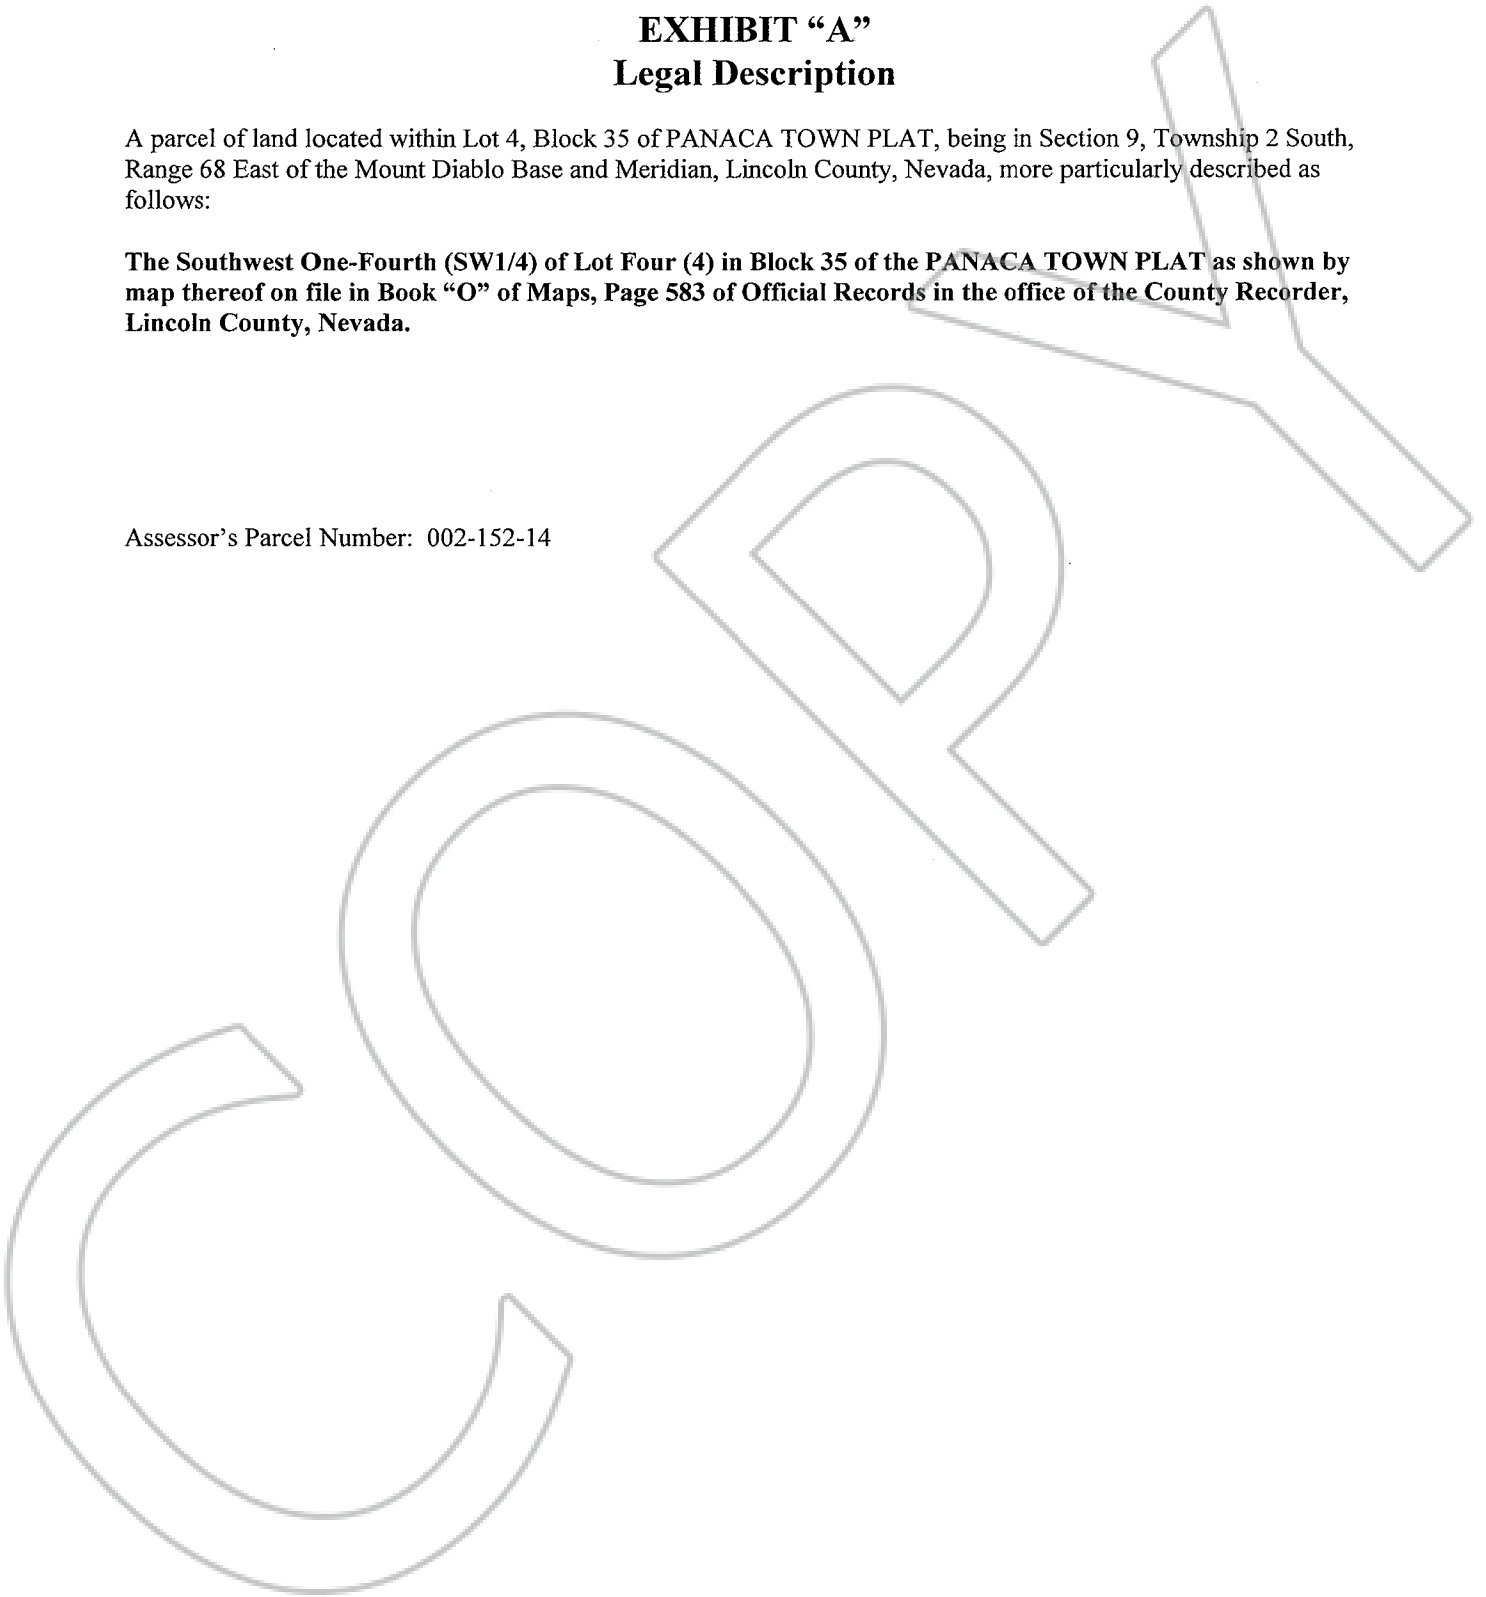 EXHIBIT “A”
Legal Description
A parcel of land located within Lot 4, Block 35 of PANACA TOWN PLAT, being in Section 9, Township 2 South,
Range 68 East of the Mount Diablo Base and Meridian, Lincoln County, Nevada, more particularly described as
follows:
The Southwest One-Fourth (SW1/4) of Lot Four (4) in Block 35 of the PANACA TOWN PLAT as shown by
map thereof on file in Book “O” of Maps, Page 583 of Official Records in the office of the County Recorder,
Lincoln County, Nevada.
Assessor’s Parcel Number: 002-152-14
COPY